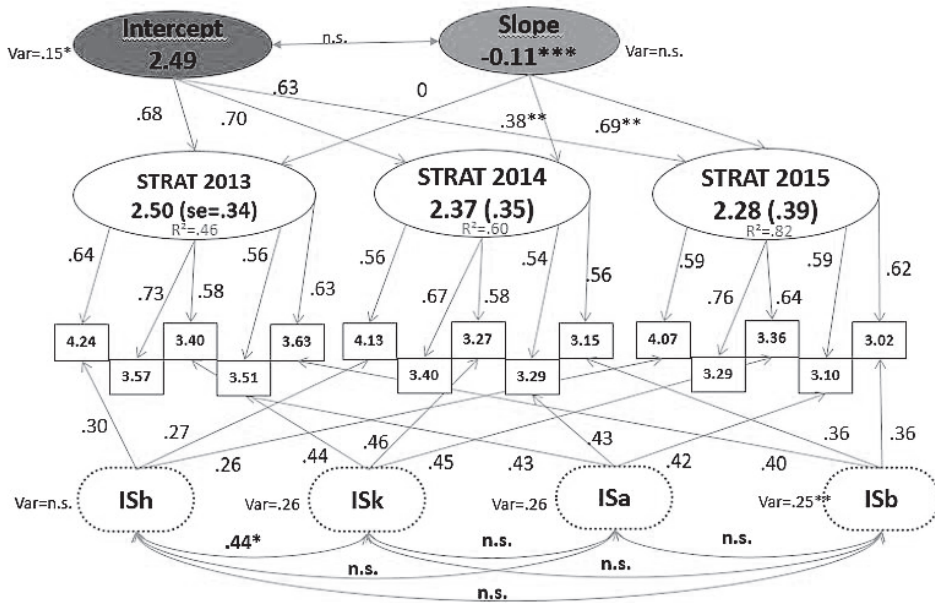 Intercept
2.49
Slope
-0.11***
n.s.
Var=.15*
Var=n.s.
.68
.70
.63
0
.38**
.69**
STRAT 2013
2.50 (se=.34)
R²=.46
STRAT 2014
2.37 (.35)
R²=.60
STRAT 2015
2.28 (.39)
R²=.82
.64
.73
.58
.56
.63
.56
.67
.58
.54
.56
.59
.76
.64
.59
.62
4.24
3.40
3.63
4.13
3.27
3.15
4.07
3.36
3.02
3.57
3.51
3.40
3.29
3.29
3.10
.30
.27
.26
.44
.46
.45
.43
.43
.42
.40
.36
.36
Var=n.s.
ISh
Var=.26
ISk
Var=.26
ISa
Var=.25**
ISb
.44*
n.s.
n.s.
n.s.
n.s.
n.s.